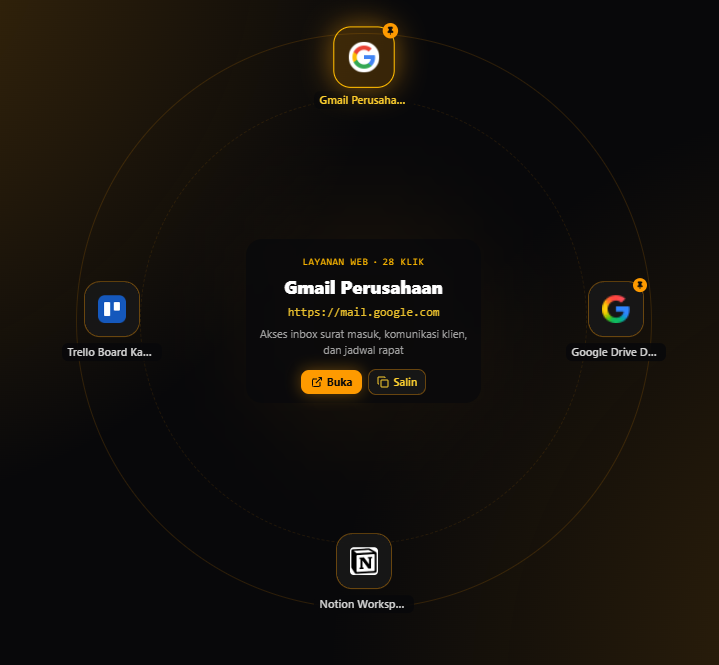 Gmail Perusaha...
LAYANAN WEB · 28 KLIK
Gmail Perusahaan
https://mail.google.com
Akses inbox surat masuk, komunikasi klien,
dan jadwal rapat
Buka
Salin
Trello Board Ka...
Google Drive D...
Notion Worksp...